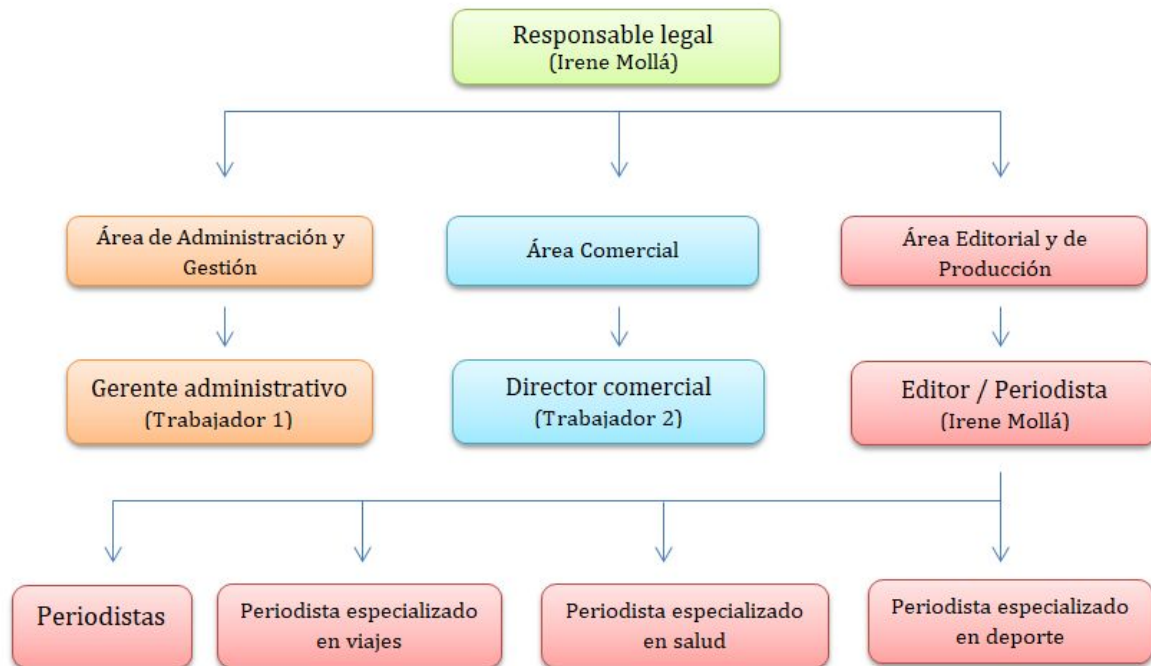 Responsable legal
(Irene Mollá)
Área de Administración y
Gestión
Área Comercial
Área Editorial y de
Producción
Gerente administrativo
(Trabajador 1)
Director comercial
(Trabajador 2)
Editor / Periodista
(Irene Mollá)
Periodistas
Periodista especializado
en viajes
Periodista especializado
en salud
Periodista especializado
en deporte